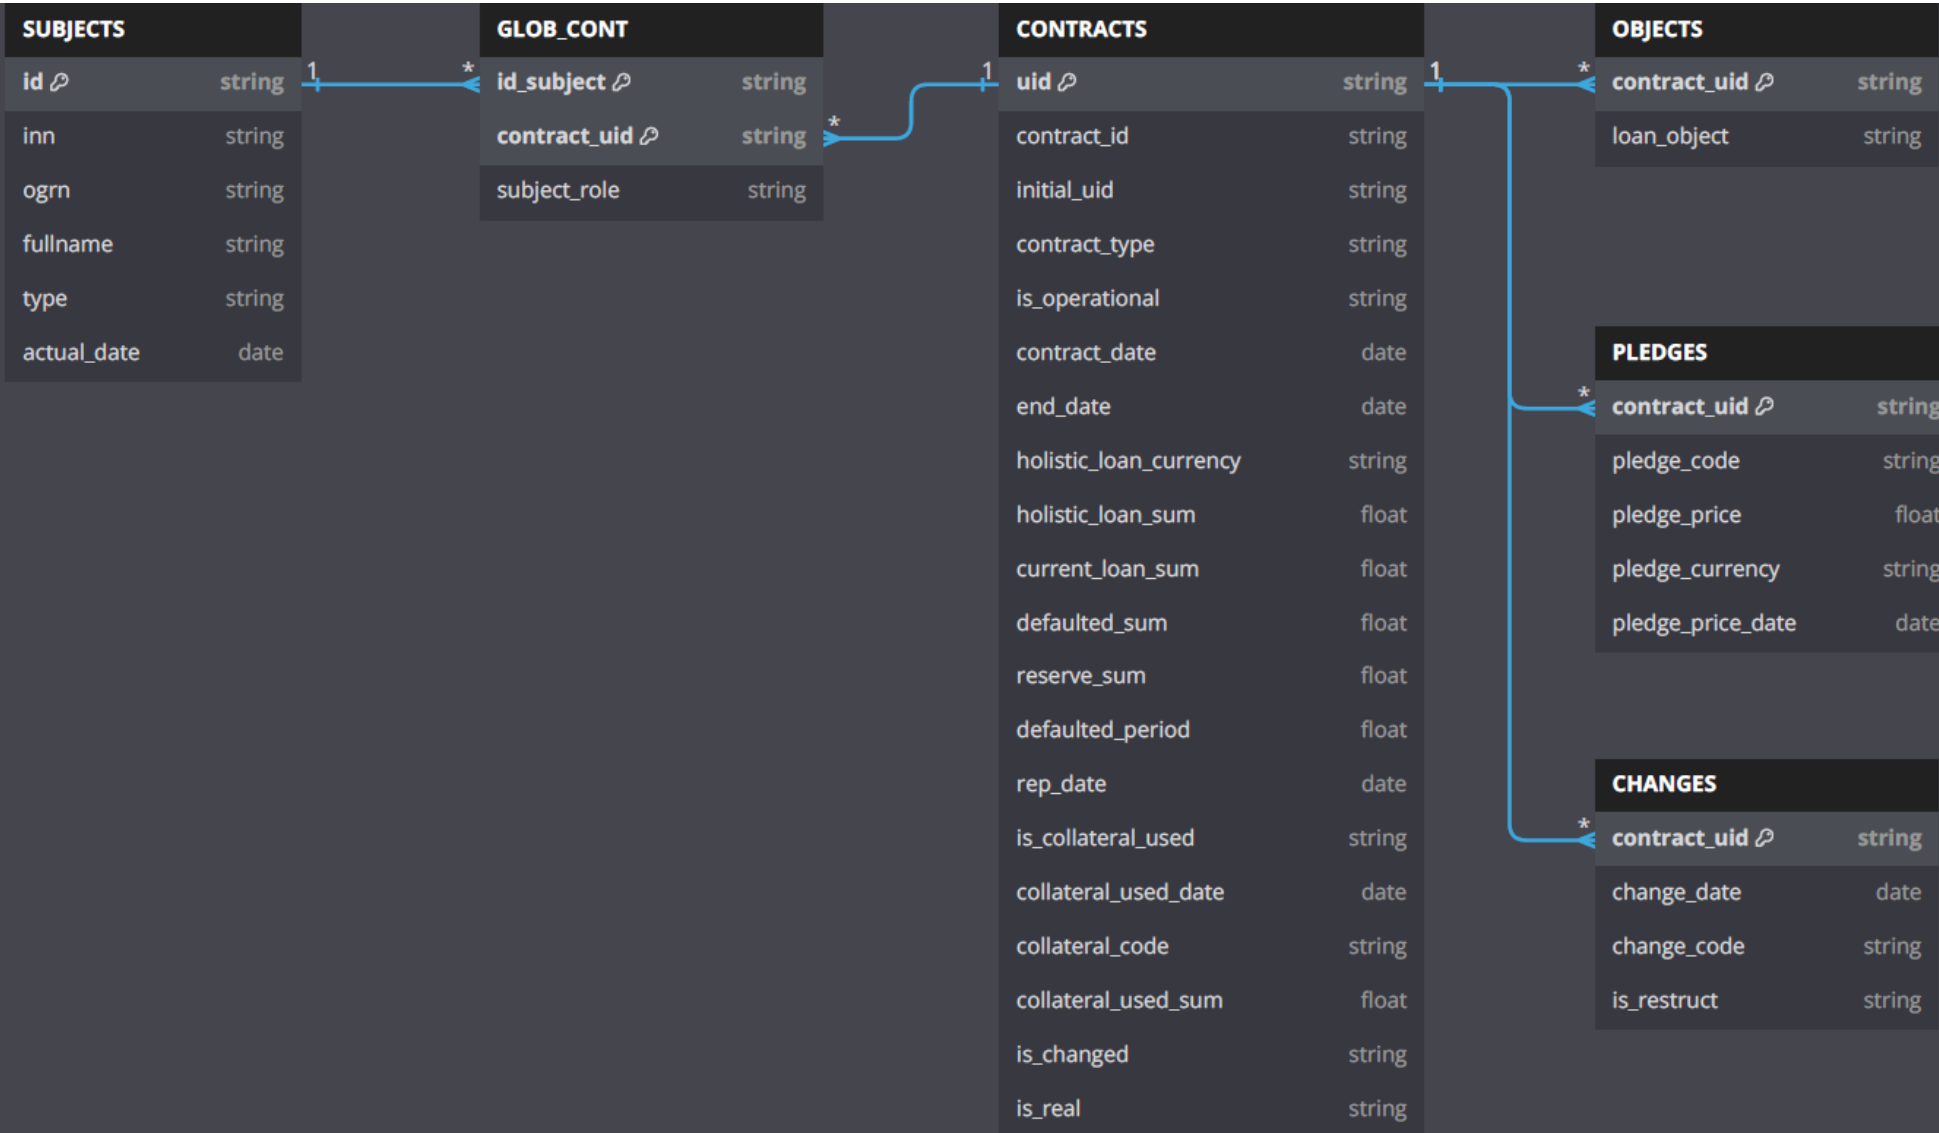 SUBJECTS
id string
inn string
ogrn string
fullname string
type string
actual_date date
1 *
GLOB_CONT
id_subject string
contract_uid string
subject_role string
* 1
CONTRACTS
uid string
contract_id string
initial_uid string
contract_type string
is_operational string
contract_date date
end_date date
holistic_loan_currency string
holistic_loan_sum float
current_loan_sum float
defaulted_sum float
reserve_sum float
defaulted_period float
rep_date date
is_collateral_used string
collateral_used_date date
collateral_code string
collateral_used_sum float
is_changed string
is_real string
1 *
OBJECTS
contract_uid string
loan_object string
*
PLEDGES
contract_uid string
pledge_code string
pledge_price float
pledge_currency string
pledge_price_date date
*
CHANGES
contract_uid string
change_date date
change_code string
is_restruct string